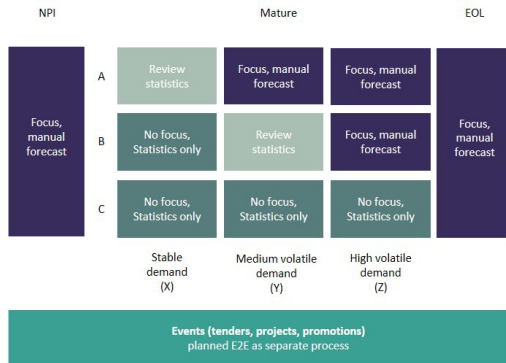 NPI
Mature
EOL
Focus,
manual
forecast
A
Review
statistics
Focus, manual
forecast
Focus, manual
forecast
Focus,
manual
forecast
B
No focus,
Statistics only
Review
statistics
Focus, manual
forecast
C
No focus,
Statistics only
No focus,
Statistics only
No focus,
Statistics only
Stable
demand
(X)
Medium volatile
demand
(Y)
High volatile
demand
(Z)
Events (tenders, projects, promotions)
planned E2E as separate process